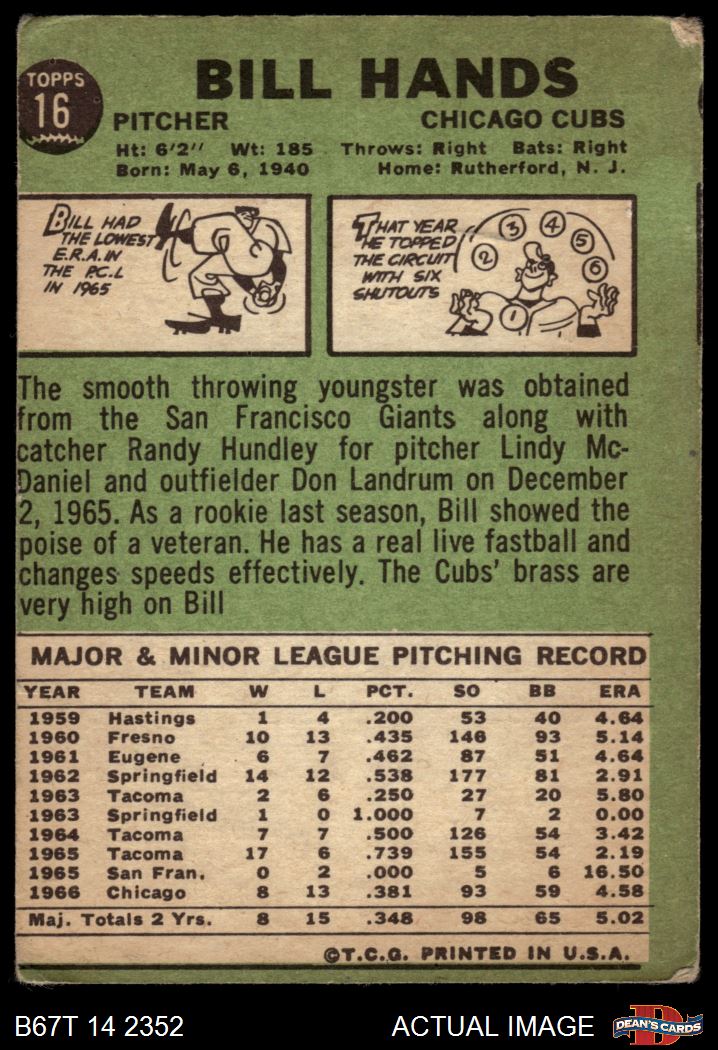 TOPPS
16
BILL HANDS
PITCHER CHICAGO CUBS
Ht: 6'2" Wt: 185 Throws: Right Bats: Right
Born: May 6, 1940 Home: Rutherford, N. J.
BILL HAD
THE LOWEST
E.R.A. IN
THE P.C.L
IN 1965
THAT YEAR
HE TOPPED
THE CIRCUIT
WITH SIX
SHUTOUTS
1 2 3 4 5 6
The smooth throwing youngster was obtained
from the San Francisco Giants along with
catcher Randy Hundley for pitcher Lindy Mc-
Daniel and outfielder Don Landrum on December
2, 1965. As a rookie last season, Bill showed the
poise of a veteran. He has a real live fastball and
changes speeds effectively. The Cubs' brass are
very high on Bill
MAJOR & MINOR LEAGUE PITCHING RECORD
YEAR TEAM W L PCT. SO BB ERA
1959 Hastings 1 4 .200 53 40 4.64
1960 Fresno 10 13 .435 146 93 5.14
1961 Eugene 6 7 .462 87 51 4.64
1962 Springfield 14 12 .538 177 81 2.91
1963 Tacoma 2 6 .250 27 20 5.80
1963 Springfield 1 0 1.000 7 2 0.00
1964 Tacoma 7 7 .500 126 54 3.42
1965 Tacoma 17 6 .739 155 54 2.19
1965 San Fran. 0 2 .000 5 6 16.50
1966 Chicago 8 13 .381 93 59 4.58
Maj. Totals 2 Yrs. 8 15 .348 98 65 5.02
©T.C.G. PRINTED IN U.S.A.
B67T 14 2352 ACTUAL IMAGE DEAN'S CARDS